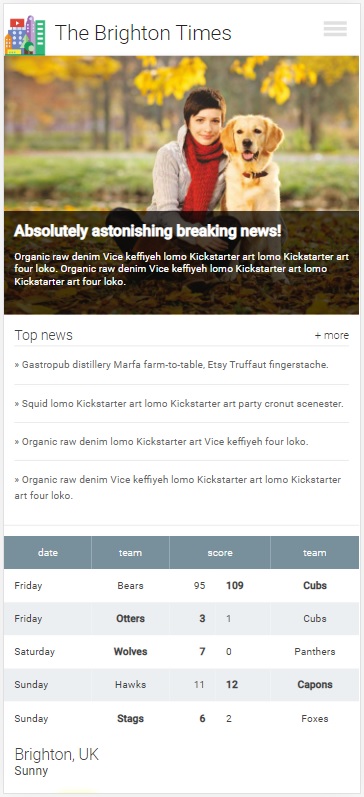 The Brighton Times
Absolutely astonishing breaking news!
Organic raw denim Vice keffiyeh lomo Kickstarter art lomo Kickstarter art
four loko. Organic raw denim Vice keffiyeh lomo Kickstarter art lomo
Kickstarter art four loko.
Top news + more
» Gastropub distillery Marfa farm-to-table, Etsy Truffaut fingerstache.
» Squid lomo Kickstarter art lomo Kickstarter art party cronut scenester.
» Organic raw denim lomo Kickstarter art Vice keffiyeh four loko.
» Organic raw denim Vice keffiyeh lomo Kickstarter art lomo Kickstarter
art four loko.
date team score team
Friday Bears 95 109 Cubs
Friday Otters 3 1 Cubs
Saturday Wolves 7 0 Panthers
Sunday Hawks 11 12 Capons
Sunday Stags 6 2 Foxes
Brighton, UK
Sunny